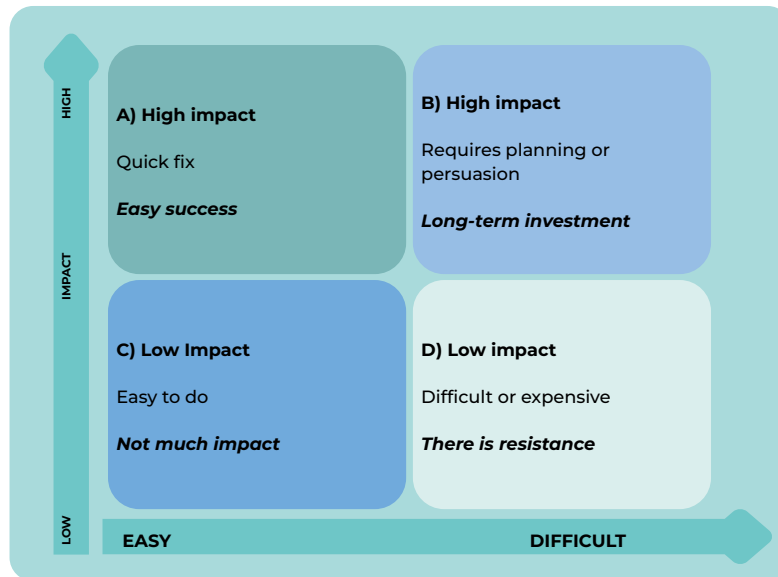 HIGH
IMPACT
LOW
A) High impact
Quick fix
Easy success
B) High impact
Requires planning or
persuasion
Long-term investment
C) Low Impact
Easy to do
Not much impact
D) Low impact
Difficult or expensive
There is resistance
EASY
DIFFICULT